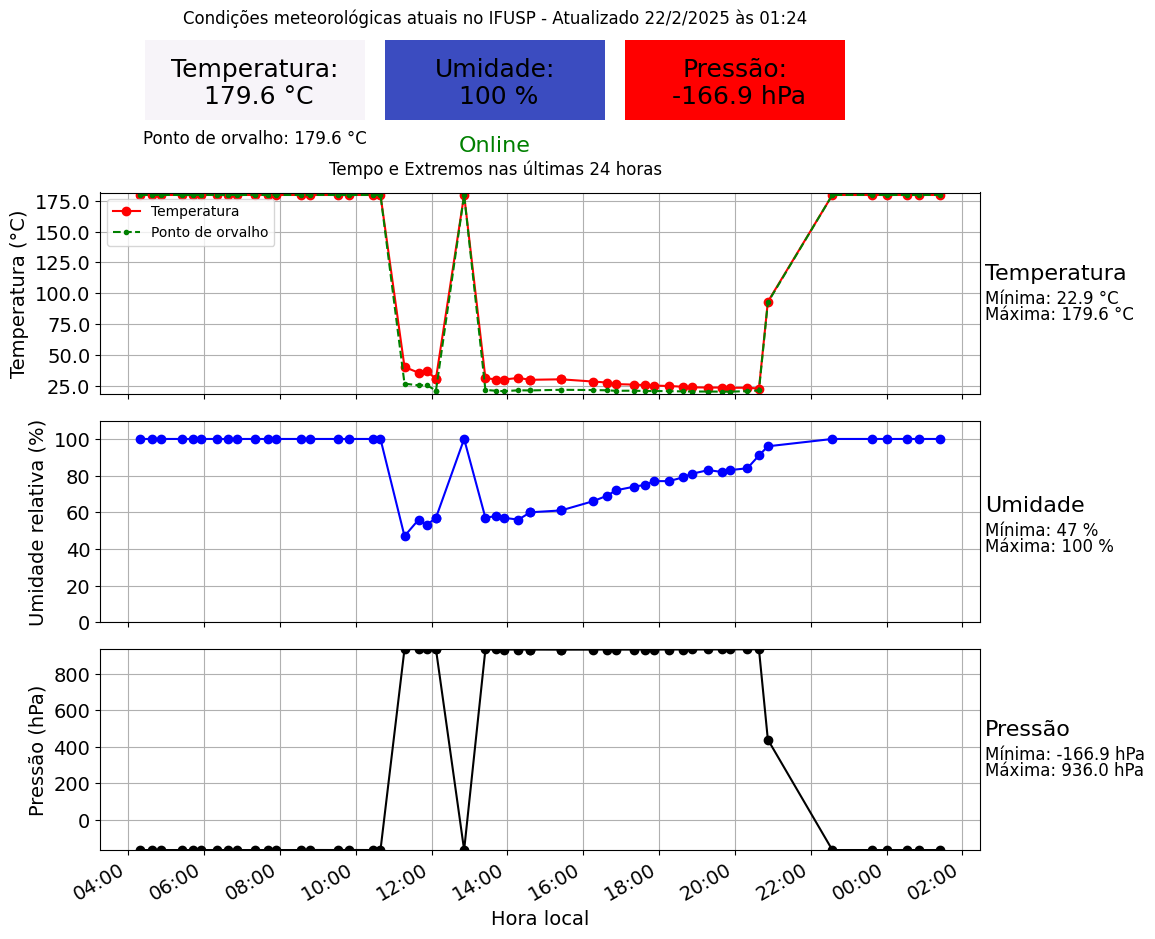 Condições meteorológicas atuais no IFUSP - Atualizado 22/2/2025 às 01:24
Temperatura:
179.6 °C
Umidade:
100 %
Pressão:
-166.9 hPa
Ponto de orvalho: 179.6 °C
Online
Tempo e Extremos nas últimas 24 horas
Temperatura (°C)
175.0
150.0
125.0
100.0
75.0
50.0
25.0
Temperatura
Ponto de orvalho
Temperatura
Mínima: 22.9 °C
Máxima: 179.6 °C
Umidade relativa (%)
100
80
60
40
20
0
Umidade
Mínima: 47 %
Máxima: 100 %
Pressão (hPa)
800
600
400
200
0
Pressão
Mínima: -166.9 hPa
Máxima: 936.0 hPa
04:00
06:00
08:00
10:00
12:00
14:00
16:00
18:00
20:00
22:00
00:00
02:00
Hora local